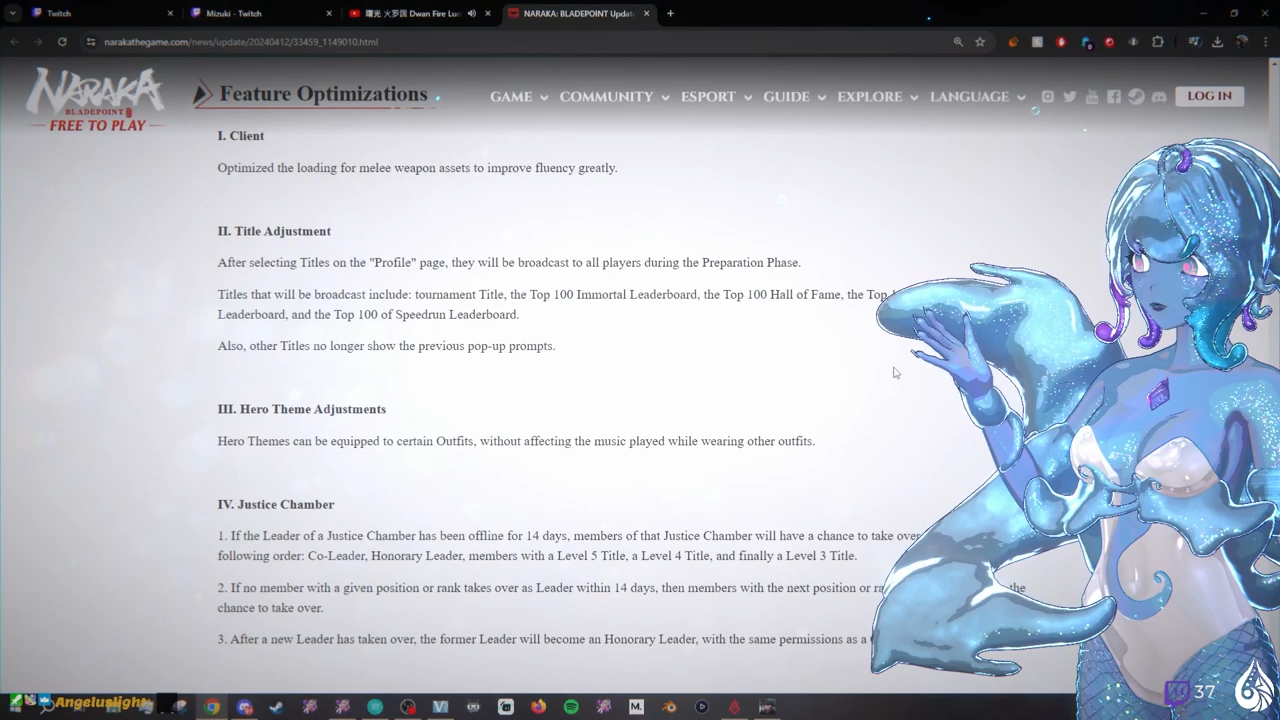 Twitch
Mizuki - Twitch
曙光 火罗国 Dwan Fire Luo
NARAKA: BLADEPOINT Updat
narakathegame.com/news/update/20240412/33459_1149010.html
NARAKA
BLADEPOINT
FREE TO PLAY
Feature Optimizations
GAME
COMMUNITY
ESPORT
GUIDE
EXPLORE
LANGUAGE
LOG IN
I. Client
Optimized the loading for melee weapon assets to improve fluency greatly.
II. Title Adjustment
After selecting Titles on the "Profile" page, they will be broadcast to all players during the Preparation Phase.
Titles that will be broadcast include: tournament Title, the Top 100 Immortal Leaderboard, the Top 100 Hall of Fame, the Top
Leaderboard, and the Top 100 of Speedrun Leaderboard.
Also, other Titles no longer show the previous pop-up prompts.
III. Hero Theme Adjustments
Hero Themes can be equipped to certain Outfits, without affecting the music played while wearing other outfits.
IV. Justice Chamber
1. If the Leader of a Justice Chamber has been offline for 14 days, members of that Justice Chamber will have a chance to take over
following order: Co-Leader, Honorary Leader, members with a Level 5 Title, a Level 4 Title, and finally a Level 3 Title.
2. If no member with a given position or rank takes over as Leader within 14 days, then members with the next position or the
chance to take over.
3. After a new Leader has taken over, the former Leader will become an Honorary Leader, with the same permissions as a
Angeluslight
37